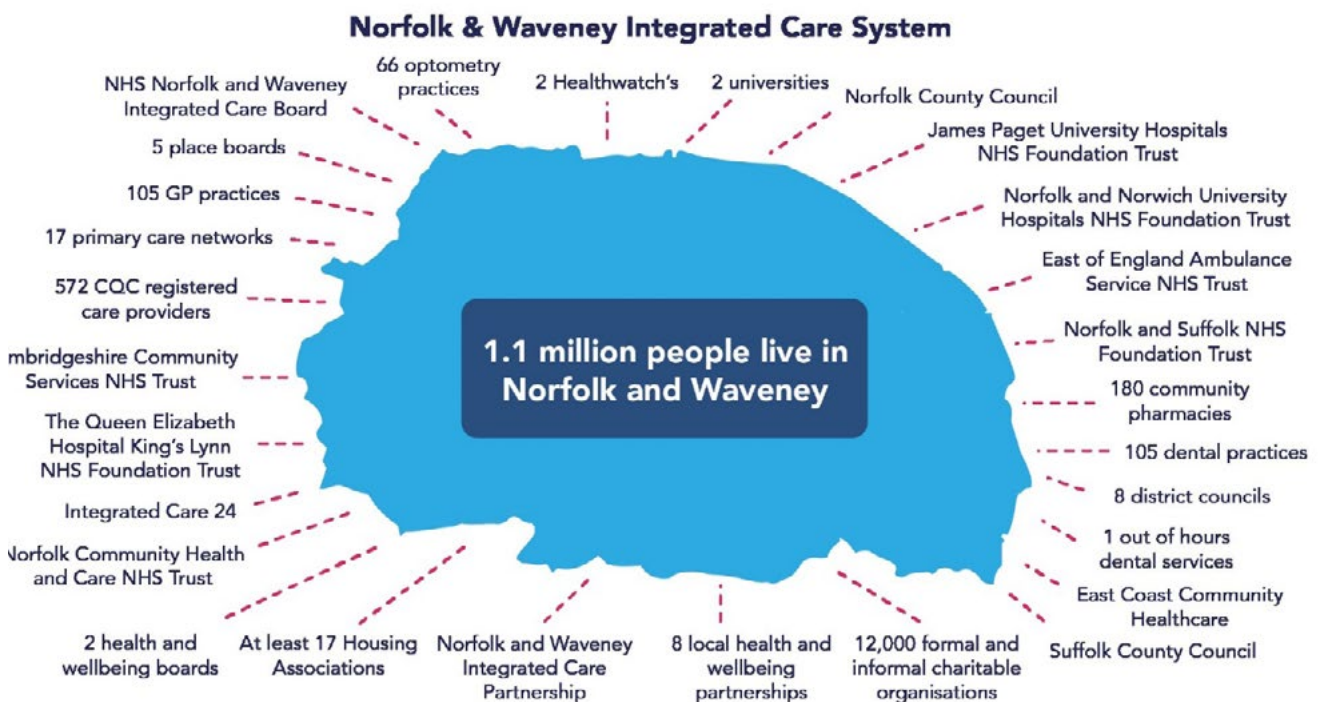 Norfolk & Waveney Integrated Care System
NHS Norfolk and Waveney
Integrated Care Board
66 optometry
practices
2 Healthwatch's
2 universities
Norfolk County Council
James Paget University Hospitals
NHS Foundation Trust
Norfolk and Norwich University
Hospitals NHS Foundation Trust
East of England Ambulance
Service NHS Trust
Norfolk and Suffolk NHS
Foundation Trust
180 community
pharmacies
105 dental practices
8 district councils
1 out of hours
dental services
East Coast Community
Healthcare
Suffolk County Council
5 place boards
105 GP practices
17 primary care networks
572 CQC registered
care providers
mbridgeshire Community
Services NHS Trust
The Queen Elizabeth
Hospital King's Lynn
NHS Foundation Trust
Integrated Care 24
Norfolk Community Health
and Care NHS Trust
1.1 million people live in
Norfolk and Waveney
2 health and
wellbeing boards
At least 17 Housing
Associations
Norfolk and Waveney
Integrated Care
Partnership
8 local health and
wellbeing
partnerships
12,000 formal and
informal charitable
organisations